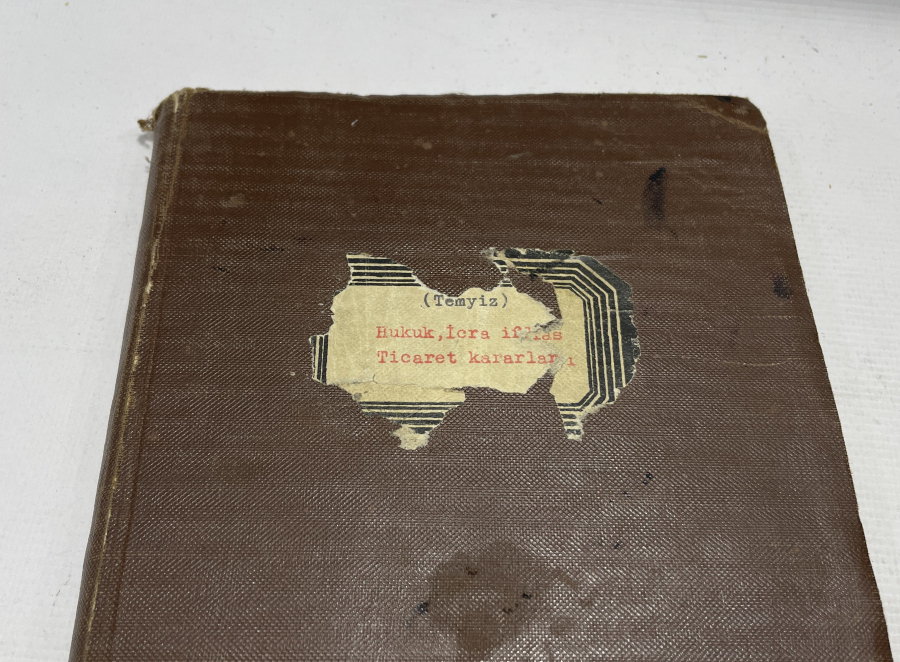 (Temyiz)
Hukuk,İcra iflas
Ticaret kararları